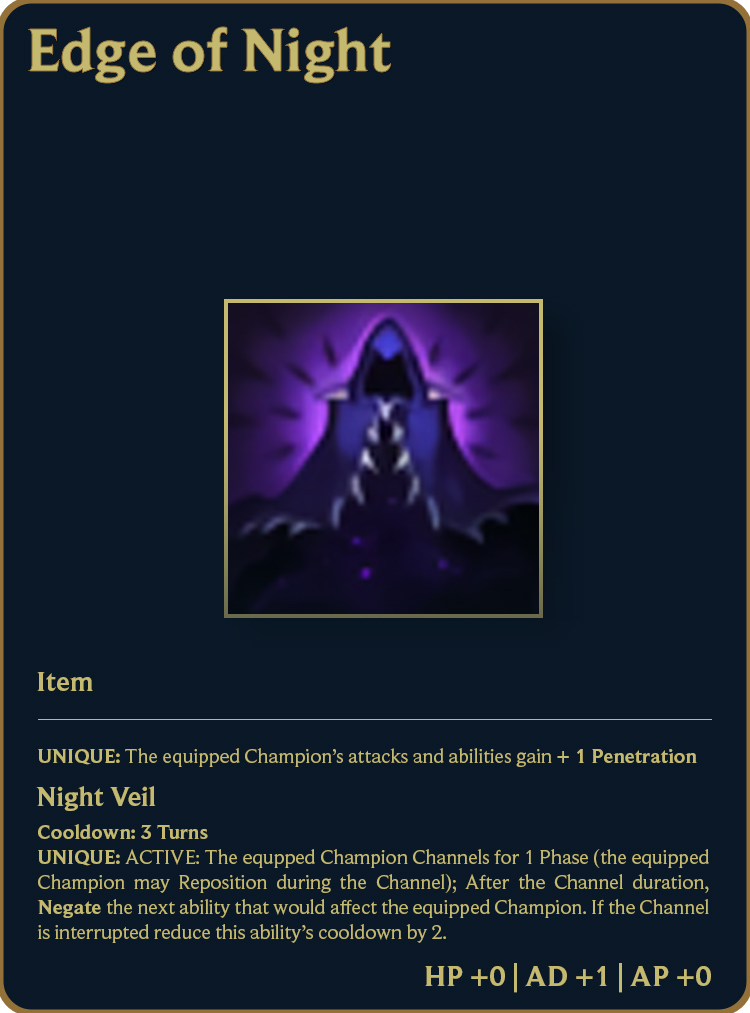 Edge of Night
Item
UNIQUE: The equipped Champion's attacks and abilities gain + 1 Penetration
Night Veil
Cooldown: 3 Turns
UNIQUE: ACTIVE: The equpped Champion Channels for 1 Phase (the equipped
Champion may Reposition during the Channel); After the Channel duration,
Negate the next ability that would affect the equipped Champion. If the Channel
is interrupted reduce this ability's cooldown by 2.
HP +0 | AD +1 | AP +0